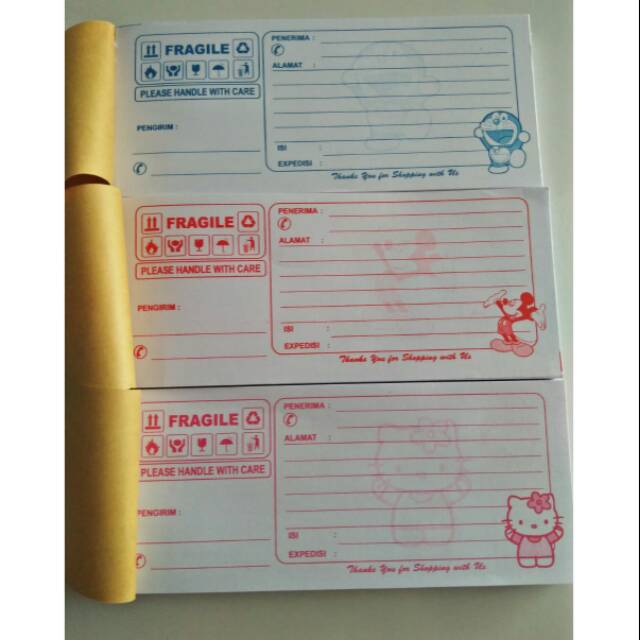 FRAGILE
PLEASE HANDLE WITH CARE
PENGIRIM :
PENERIMA :
ALAMAT :
ISI :
EXPEDISI :
Thanks You for Shopping with Us
FRAGILE
PLEASE HANDLE WITH CARE
PENGIRIM :
PENERIMA :
ALAMAT :
ISI :
EXPEDISI :
Thanks You for Shopping with Us
FRAGILE
PLEASE HANDLE WITH CARE
PENGIRIM :
PENERIMA :
ALAMAT :
ISI :
EXPEDISI :
Thanks You for Shopping with Us